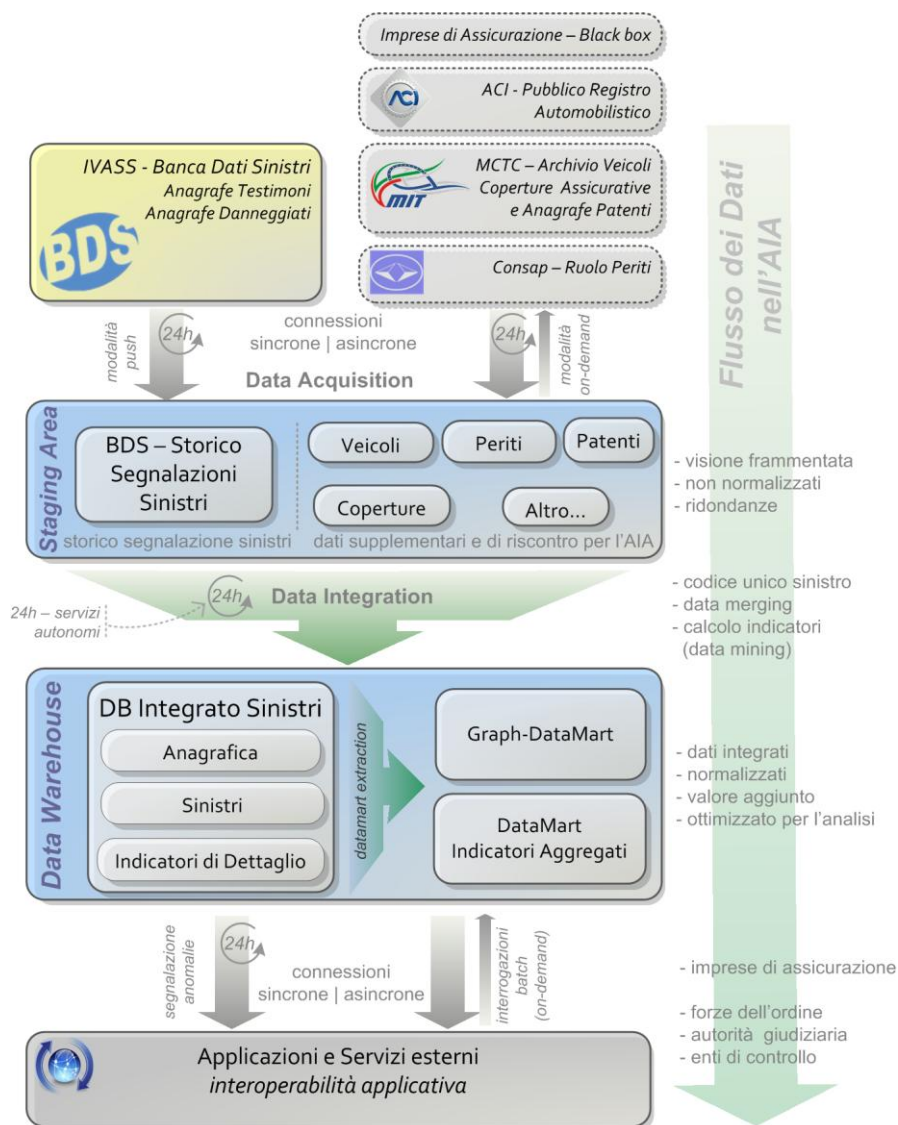 Imprese di Assicurazione – Black box
ACI
ACI - Pubblico Registro
Automobilistico
IVASS - Banca Dati Sinistri
Anagrafe Testimoni
Anagrafe Danneggiati
BDS
MIT
MCTC – Archivio Veicoli
Coperture Assicurative
e Anagrafe Patenti
Consap – Ruolo Periti
Flusso dei Dati
nell'AIA
modalità
push
24h
connessioni
sincrone | asincrone
24h
modalità
on-demand
Data Acquisition
Staging Area
BDS – Storico
Segnalazioni
Sinistri
Veicoli
Periti
Patenti
Coperture
Altro...
storico segnalazione sinistri
dati supplementari e di riscontro per l'AIA
- visione frammentata
- non normalizzati
- ridondanze
24h
Data Integration
24h – servizi
autonomi
- codice unico sinistro
- data merging
- calcolo indicatori
(data mining)
Data Warehouse
DB Integrato Sinistri
Anagrafica
Sinistri
Indicatori di Dettaglio
datamart extraction
Graph-DataMart
DataMart
Indicatori Aggregati
- dati integrati
- normalizzati
- valore aggiunto
- ottimizzato per l'analisi
segnalazione
anomalie
24h
connessioni
sincrone | asincrone
interrogazioni
batch
(on-demand)
- imprese di assicurazione
- forze dell'ordine
- autorità giudiziaria
- enti di controllo
Applicazioni e Servizi esterni
interoperabilità applicativa